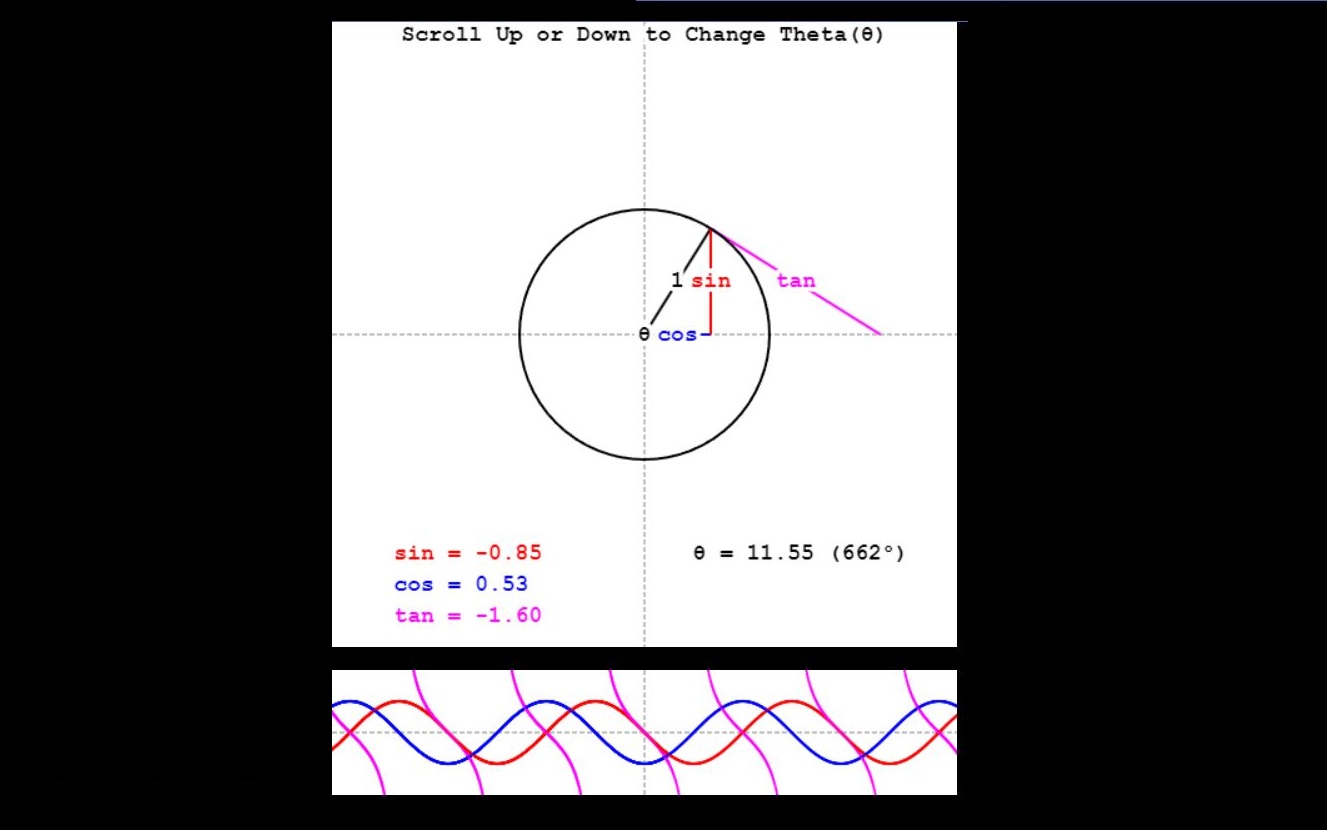 Scroll Up or Down to Change Theta(θ)
1 sin tan
θ cos
sin = -0.85
θ = 11.55 (662°)
cos = 0.53
tan = -1.60